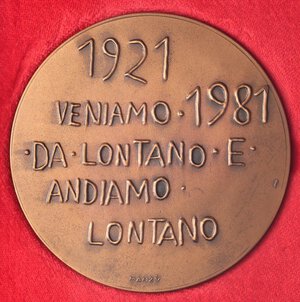 1921
VENIAMO · 1981
· DA · LONTANO · E ·
ANDIAMO ·
LONTANO